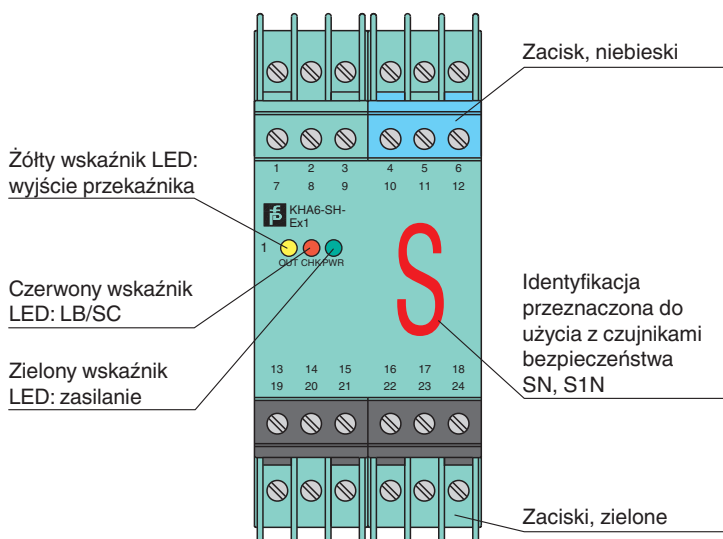 Zacisk, niebieski
Żółty wskaźnik LED:
wyjście przekaźnika
1 2 3 4 5 6
7 8 9 10 11 12
KHA6-SH-
Ex1
1
OUT CHK PWR
S
Czerwony wskaźnik
LED: LB/SC
Identyfikacja
przeznaczona do
użycia z czujnikami
bezpieczeństwa
SN, S1N
Zielony wskaźnik
LED: zasilanie
13 14 15 16 17 18
19 20 21 22 23 24
Zaciski, zielone